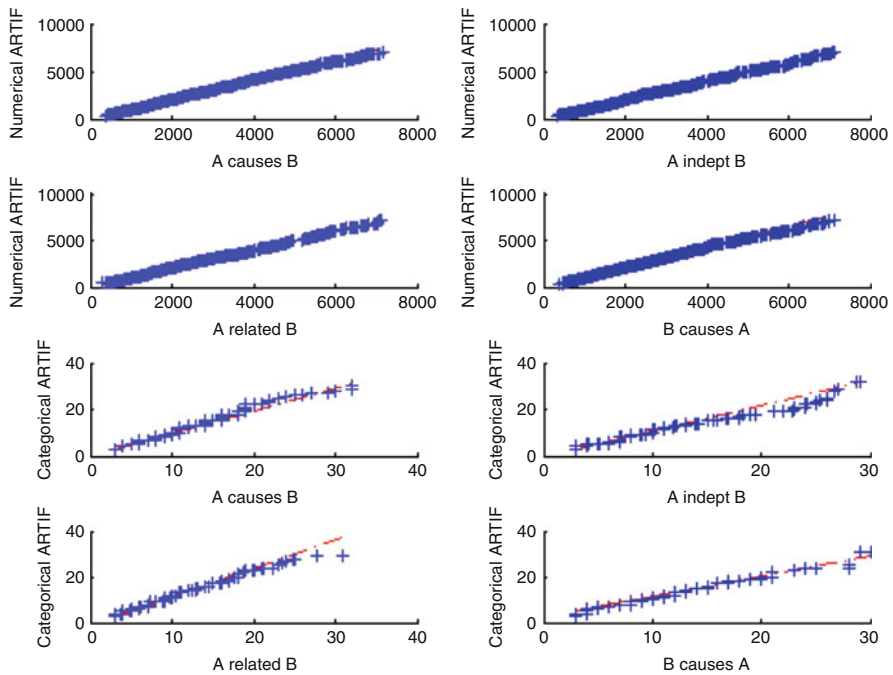 Numerical ARTIF
10000
5000
0
0 2000 4000 6000 8000
A causes B
Numerical ARTIF
10000
5000
0
0 2000 4000 6000 8000
A indept B
Numerical ARTIF
10000
5000
0
0 2000 4000 6000 8000
A related B
Numerical ARTIF
10000
5000
0
0 2000 4000 6000 8000
B causes A
Categorical ARTIF
40
20
0
0 10 20 30 40
A causes B
Categorical ARTIF
40
20
0
0 10 20 30
A indept B
Categorical ARTIF
40
20
0
0 10 20 30 40
A related B
Categorical ARTIF
40
20
0
0 10 20 30
B causes A